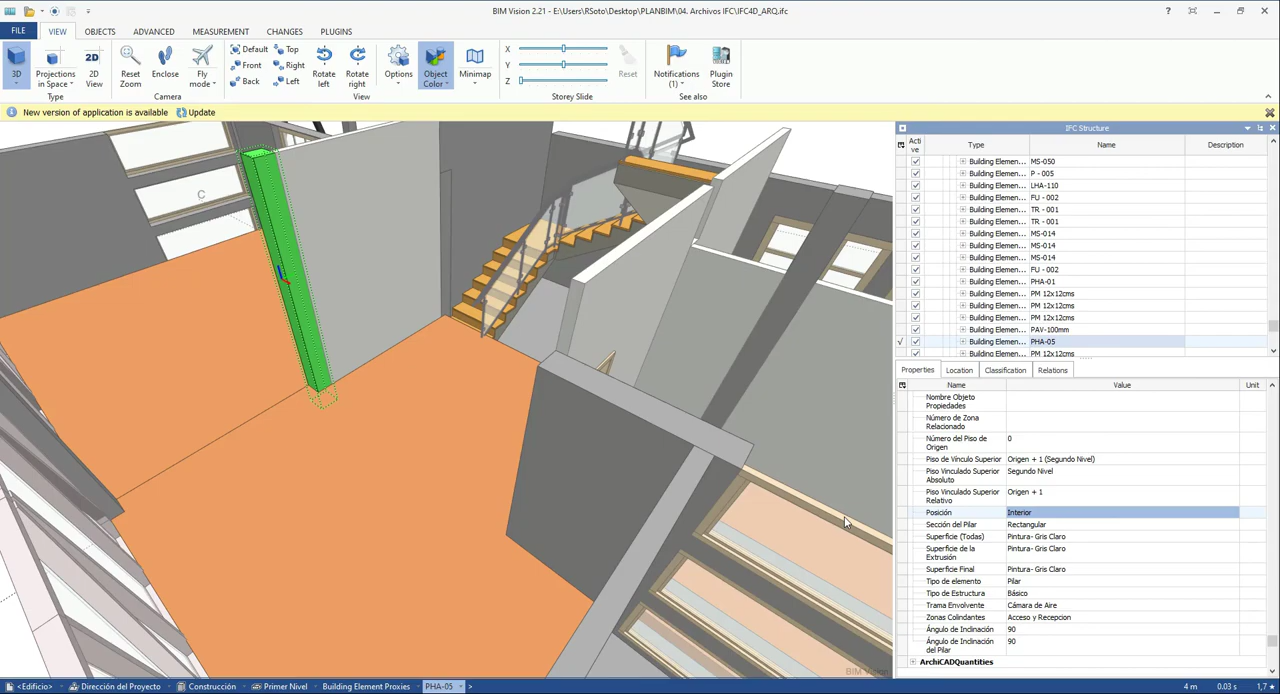 BIM Vision 2.21 - E:\Users\RSoto\Desktop\PLANBIM\04. Archivos IFC\IFC4D_ARQ.ifc
FILE VIEW OBJECTS ADVANCED MEASUREMENT CHANGES PLUGINS
3D
Projections in Space
2D
2D View
Type
Reset Zoom
Enclose
Fly mode
Camera
Default Top
Front Right
Back Left
Rotate left
Rotate right
View
Options
Object Color
Minimap
X
Y
Z
Reset
Storey Slide
Notifications (1)
Plugin Store
See also
New version of application is available Update
IFC Structure
Active Type Name Description
Building Elemen... MS-050
Building Elemen... P - 005
Building Elemen... LHA-110
Building Elemen... FU - 002
Building Elemen... TR - 001
Building Elemen... TR - 001
Building Elemen... MS-014
Building Elemen... MS-014
Building Elemen... MS-014
Building Elemen... FU - 002
Building Elemen... PHA-01
Building Elemen... PM 12x12cms
Building Elemen... PM 12x12cms
Building Elemen... PM 12x12cms
Building Elemen... PAV-100mm
Building Elemen... PHA-05
Building Elemen... PM 12x12cms
Properties Location Classification Relations
Name Value Unit
Nombre Objeto Propiedades
Número de Zona Relacionado
Número del Piso de Origen 0
Piso de Vínculo Superior Origen + 1 (Segundo Nivel)
Piso Vinculado Superior Absoluto Segundo Nivel
Piso Vinculado Superior Relativo Origen + 1
Posición Interior
Sección del Pilar Rectangular
Superficie (Todas) Pintura- Gris Claro
Superficie de la Extrusión Pintura- Gris Claro
Superficie Final Pintura- Gris Claro
Tipo de elemento Pilar
Tipo de Estructura Básico
Trama Envolvente Cámara de Aire
Zonas Colindantes Acceso y Recepcion
Ángulo de Inclinación 90
Ángulo de Inclinación del Pilar 90
ArchiCADQuantities
C
BIM Vision
<Edificio> Dirección del Proyecto Construcción Primer Nivel Building Element Proxies PHA-05 >
4 m 0.03 s 1,7